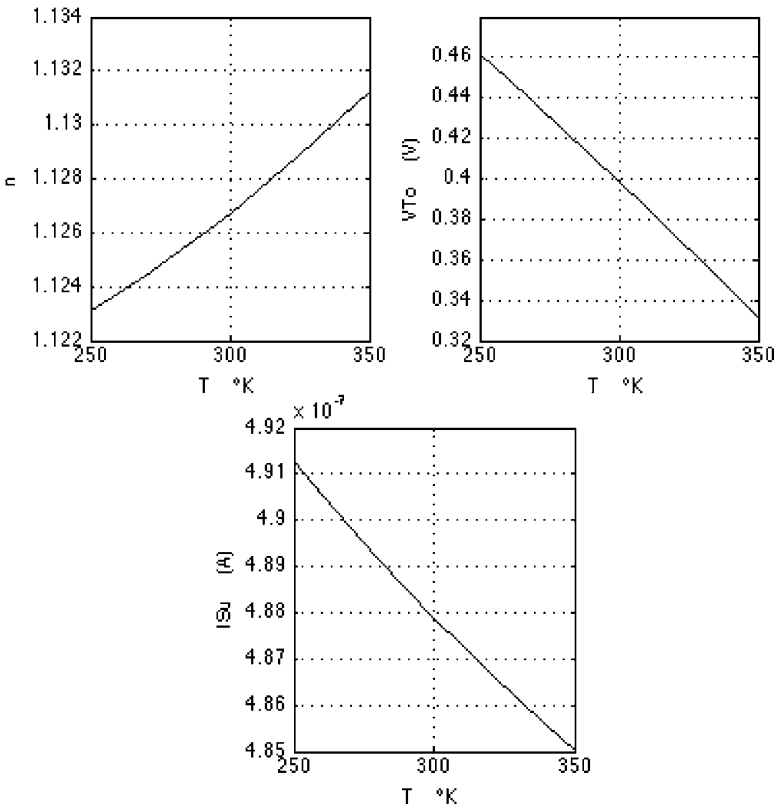 1.134
1.132
1.13
1.128
1.126
1.124
1.122
n
250 300 350
T °K
0.46
0.44
0.42
0.4
0.38
0.36
0.34
0.32
VTo (V)
250 300 350
T °K
x 10-7
4.92
4.91
4.9
4.89
4.88
4.87
4.86
4.85
ISu (A)
250 300 350
T °K